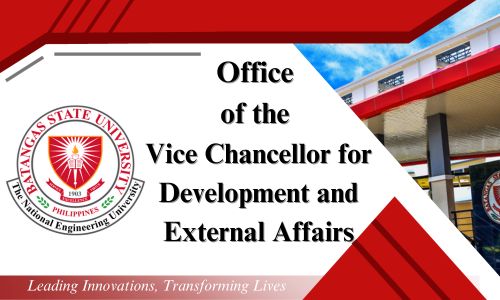 Office
of the
Vice Chancellor for
Development and
External Affairs
BATANGAS STATE UNIVERSITY
The National Engineering University
PHILIPPINES
1903
Leading Innovations, Transforming Lives